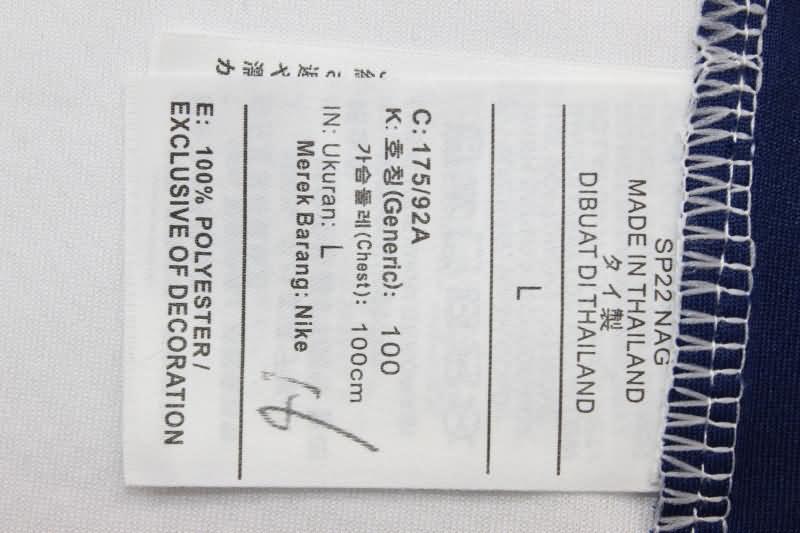 SP22 NAG
MADE IN THAILAND
タイ製
DIBUAT DI THAILAND
L
C: 175/92A
K: 호칭(Generic): 100
가슴둘레(Chest): 100cm
IN: Ukuran: L
Merek Barang: Nike
E: 100% POLYESTER/
EXCLUSIVE OF DECORATION